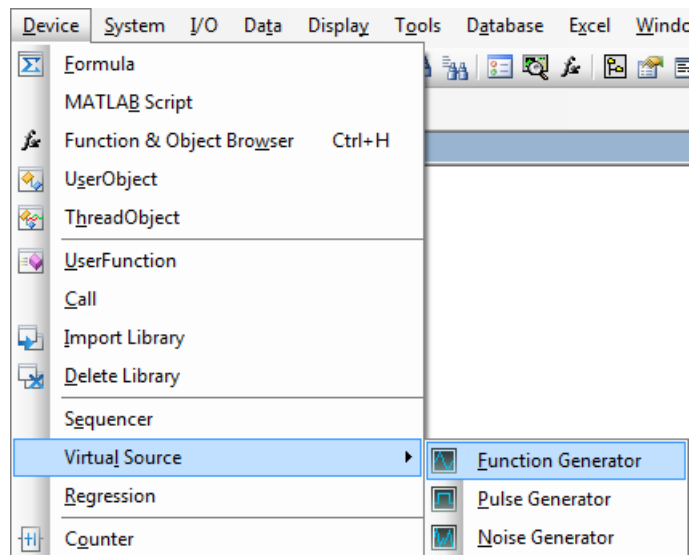 Device System I/O Data Display Tools Database Excel
Formula
MATLAB Script
Function & Object Browser Ctrl+H
UserObject
ThreadObject
UserFunction
Call
Import Library
Delete Library
Sequencer
Virtual Source
Function Generator
Regression
Pulse Generator
Counter
Noise Generator